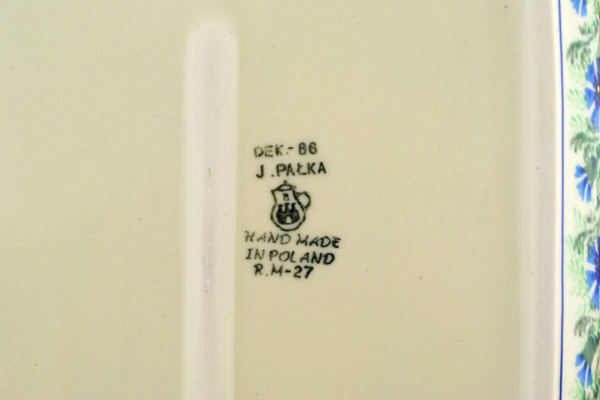 DEK.- 86
J. PAŁKA
HAND MADE
IN POLAND
R.M-27